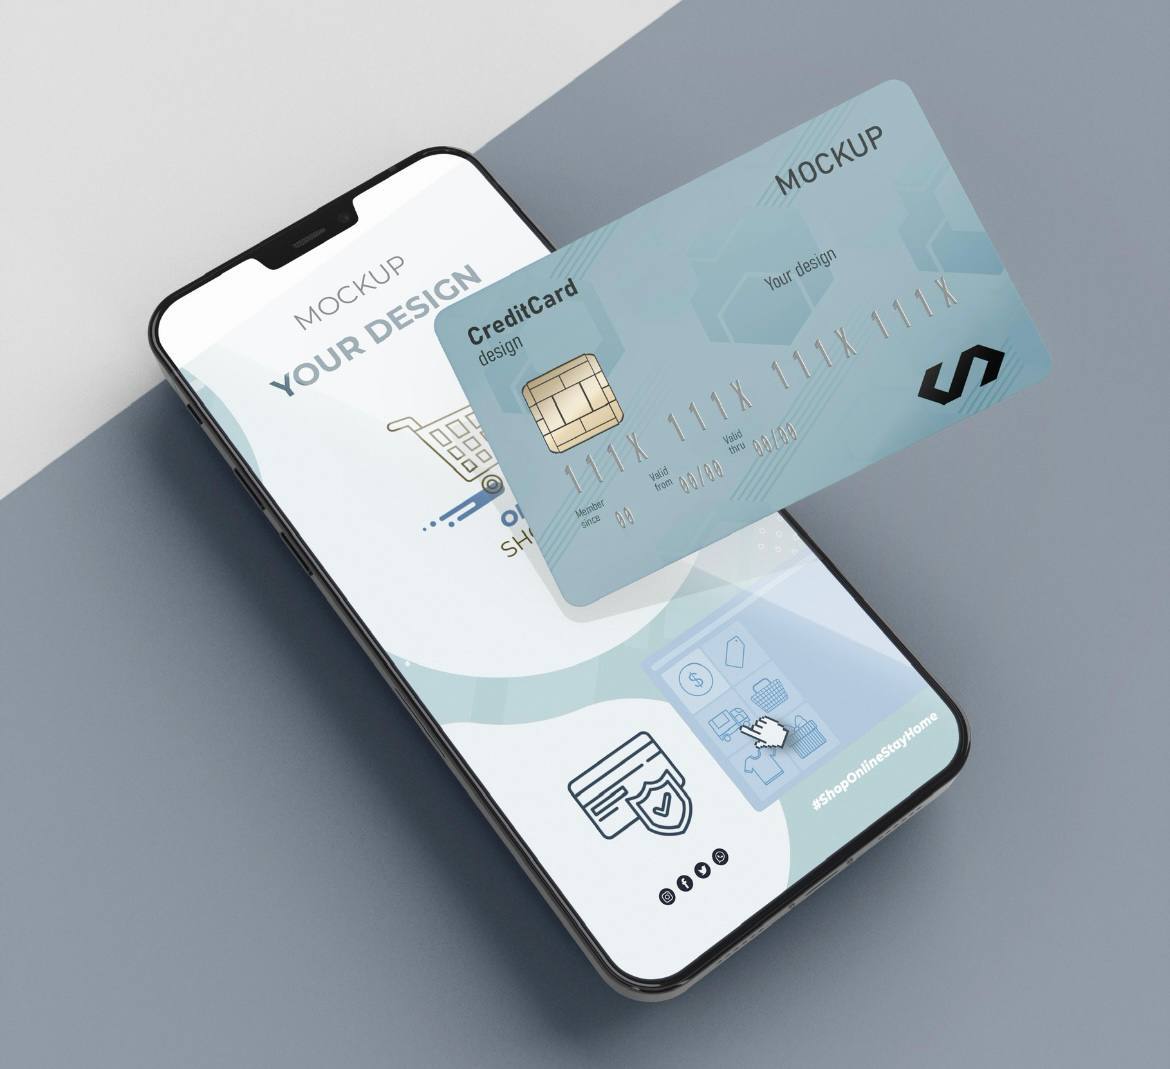 MOCKUP
YOUR DESIGN
MOCKUP
CreditCard
design
Your design
111X 111X 111X 111X
Member
since
00
Valid
from
00/00
Valid
thru
00/00
#ShopOnlineStayHome